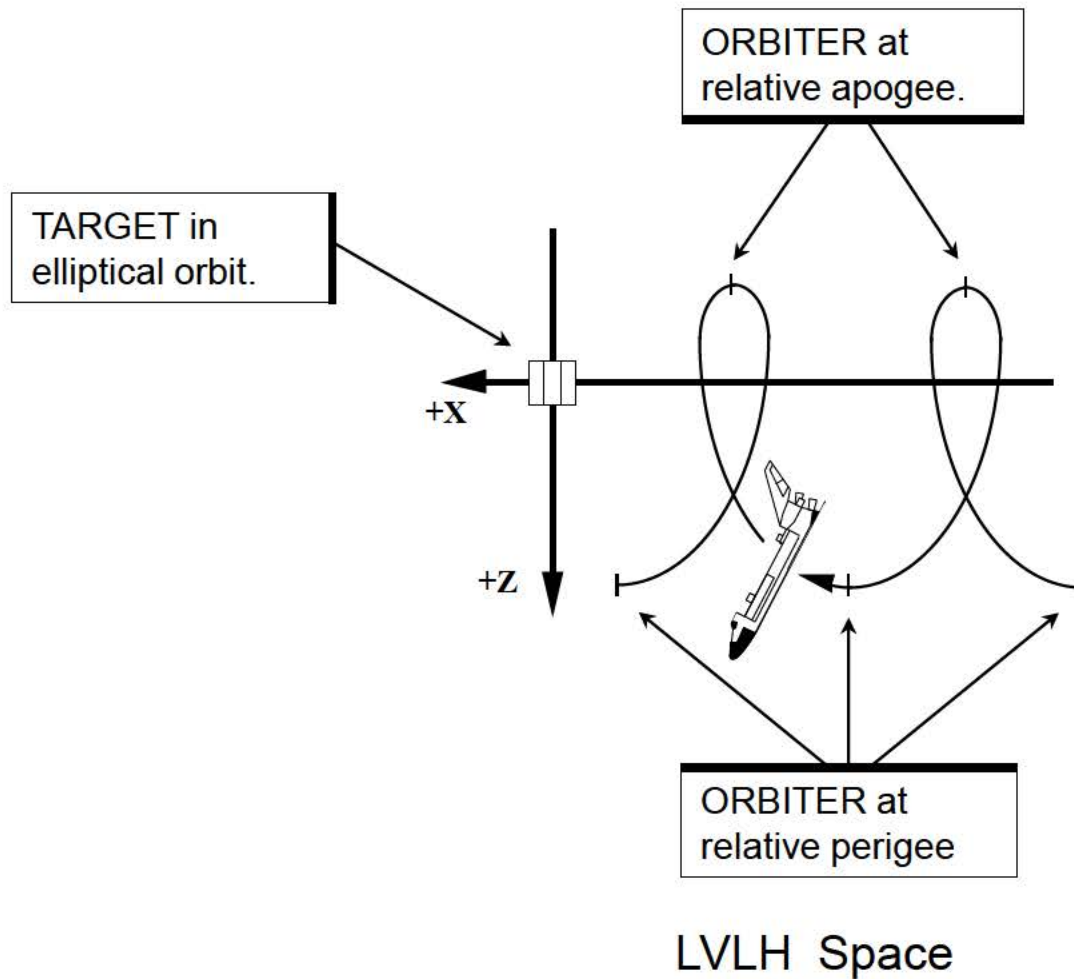 ORBITER at
relative apogee.
TARGET in
elliptical orbit.
+X
+Z
ORBITER at
relative perigee
LVLH Space